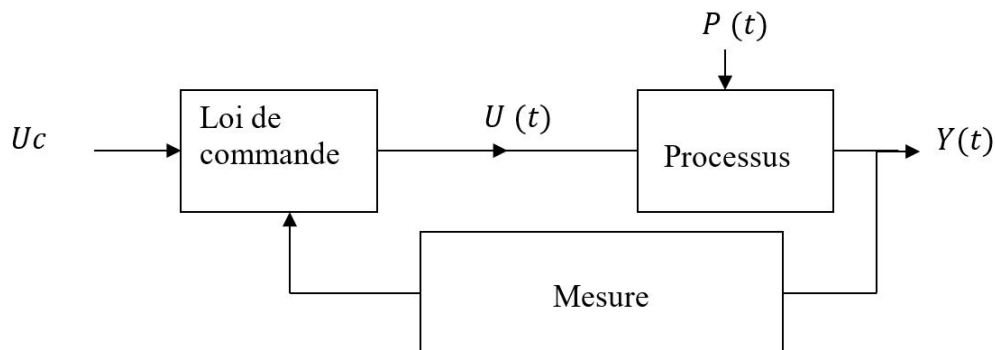 P (t)
Uc
Loi de
commande
U (t)
Processus
Y(t)
Mesure